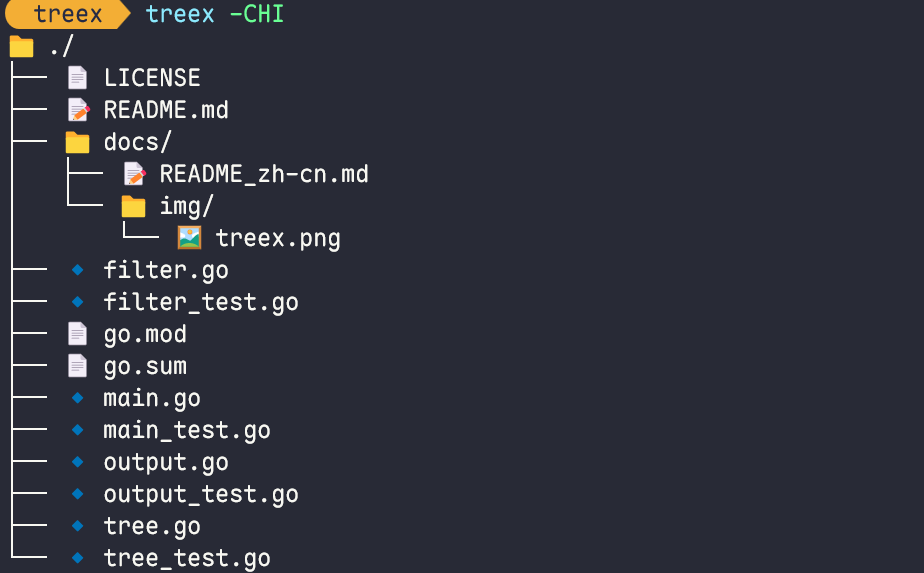 treex treex -CHI
./
LICENSE
README.md
docs/
README_zh-cn.md
img/
treex.png
filter.go
filter_test.go
go.mod
go.sum
main.go
main_test.go
output.go
output_test.go
tree.go
tree_test.go